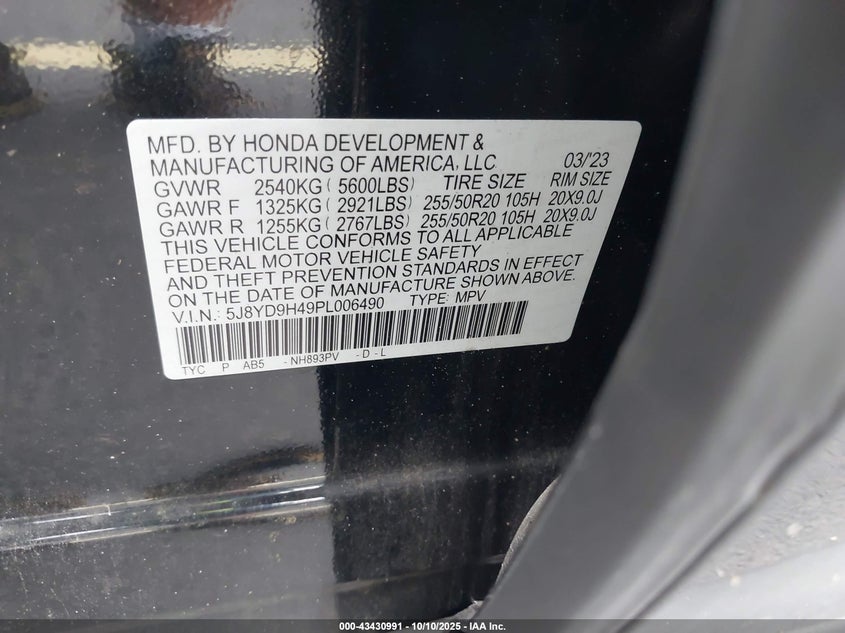 MFD. BY HONDA DEVELOPMENT &
MANUFACTURING OF AMERICA, LLC 03/'23
GVWR 2540KG ( 5600LBS) TIRE SIZE RIM SIZE
GAWR F 1325KG ( 2921LBS) 255/50R20 105H 20X9.0J
GAWR R 1255KG ( 2767LBS) 255/50R20 105H 20X9.0J
THIS VEHICLE CONFORMS TO ALL APPLICABLE
FEDERAL MOTOR VEHICLE SAFETY
AND THEFT PREVENTION STANDARDS IN EFFECT
ON THE DATE OF MANUFACTURE SHOWN ABOVE.
V.I.N.: 5J8YD9H49PL006490 TYPE: MPV
TYC P AB5 - NH893PV - D - L
000-43430991 • 10/10/2025 • IAA Inc.